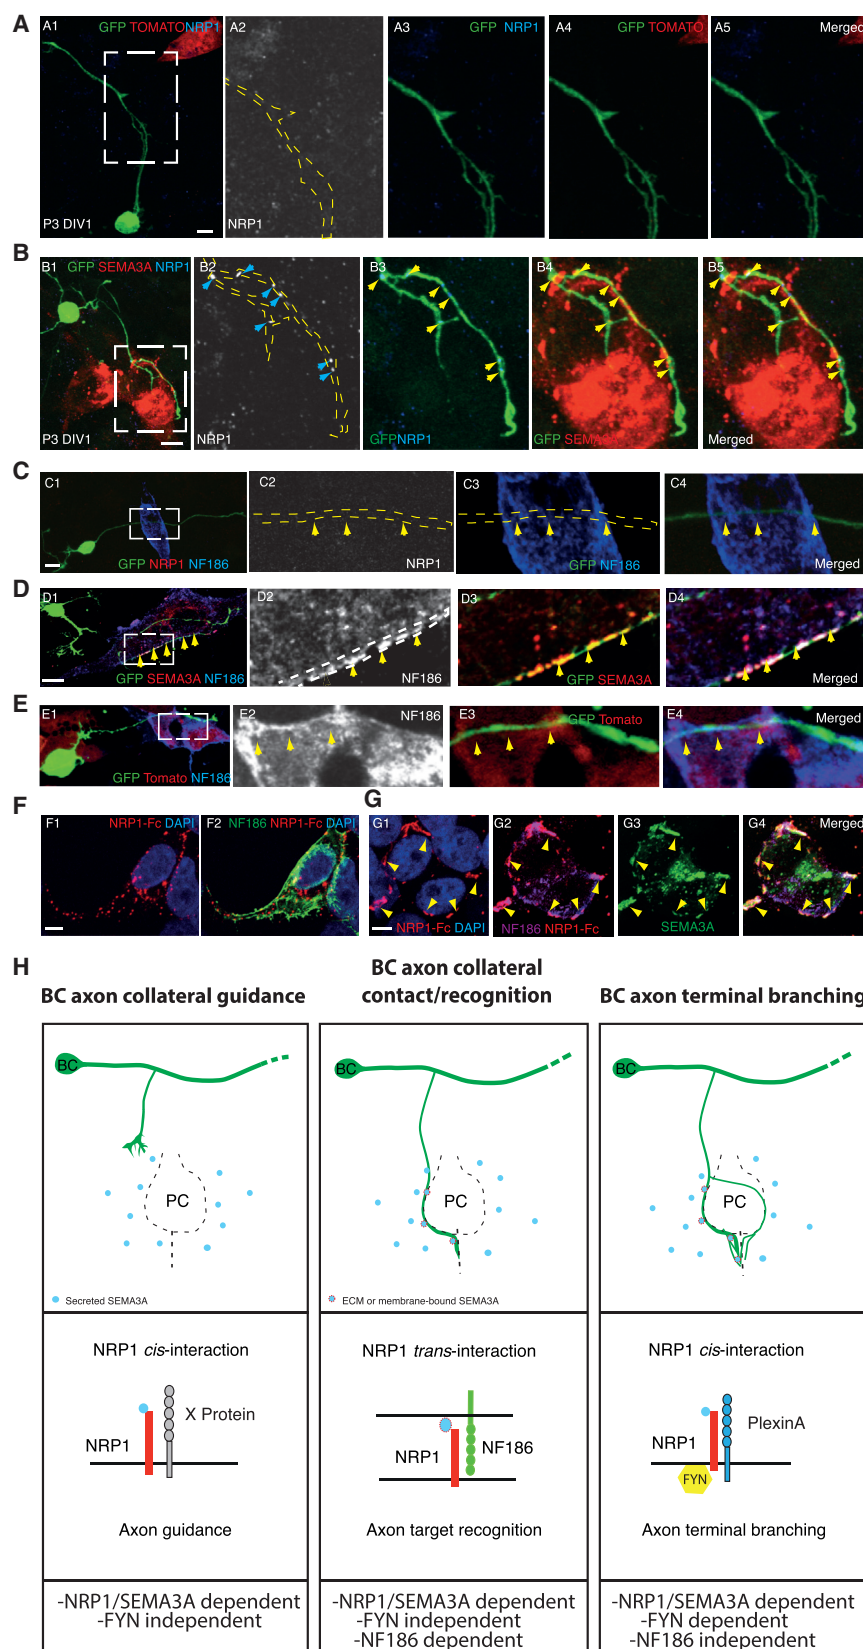 A
A1
GFP TOMATO NRP1
P3 DIV1
A2
NRP1
A3
GFP NRP1
A4
GFP TOMATO
A5
Merged
B
B1
GFP SEMA3A NRP1
P3 DIV1
B2
NRP1
B3
GFP NRP1
B4
GFP SEMA3A
B5
Merged
C
C1
GFP NRP1 NF186
C2
NRP1
C3
GFP NF186
C4
Merged
D
D1
GFP SEMA3A NF186
D2
NF186
D3
GFP SEMA3A
D4
Merged
E
E1
GFP Tomato NF186
E2
NF186
E3
GFP Tomato
E4
Merged
F
F1
NRP1-Fc DAPI
F2
NF186 NRP1-Fc DAPI
G
G1
NRP1-Fc DAPI
G2
NF186 NRP1-Fc
G3
SEMA3A
G4
Merged
H
BC axon collateral guidance
BC
PC
Secreted SEMA3A
NRP1 cis-interaction
X Protein
NRP1
Axon guidance
-NRP1/SEMA3A dependent
-FYN independent
BC axon collateral
contact/recognition
BC
PC
ECM or membrane-bound SEMA3A
NRP1 trans-interaction
NRP1
NF186
Axon target recognition
-NRP1/SEMA3A dependent
-FYN independent
-NF186 dependent
BC axon terminal branching
BC
PC
NRP1 cis-interaction
PlexinA
NRP1
FYN
Axon terminal branching
-NRP1/SEMA3A dependent
-FYN dependent
-NF186 independent